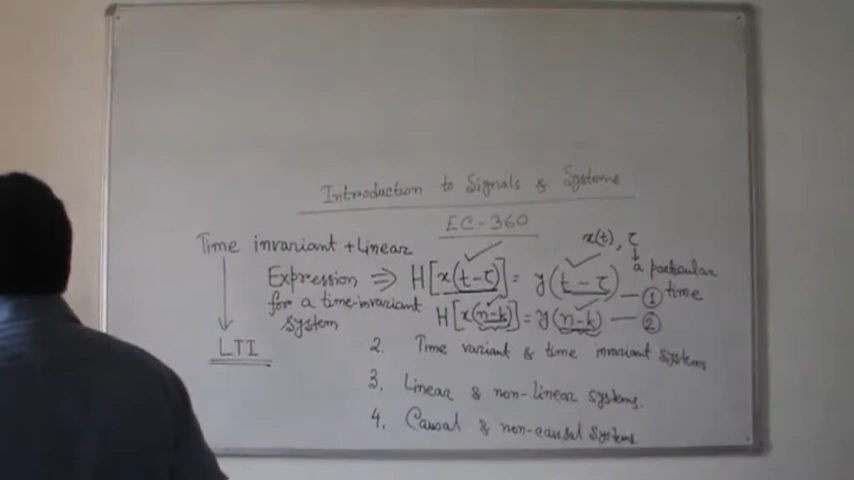 Introduction to Signals & Systems
EC-360
Time invariant + Linear
x(t), τ
↓
a particular time
Expression ⇒ H[x(t-τ)] = y(t-τ) — ①
for a time-invariant system
H[x(n-k)] = y(n-k) — ②
LTI
2. Time variant & time invariant systems
3. Linear & non-linear systems.
4. Causal & non-causal systems